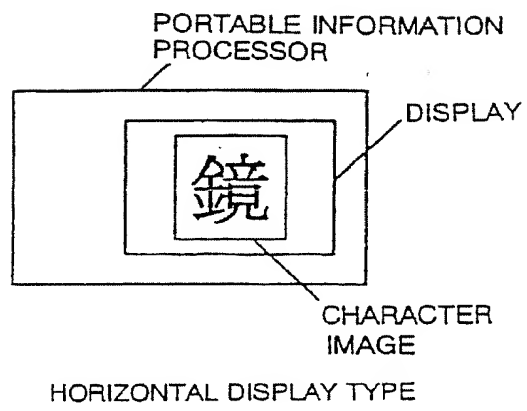 PORTABLE INFORMATION
PROCESSOR
DISPLAY
鏡
CHARACTER
IMAGE
HORIZONTAL DISPLAY TYPE